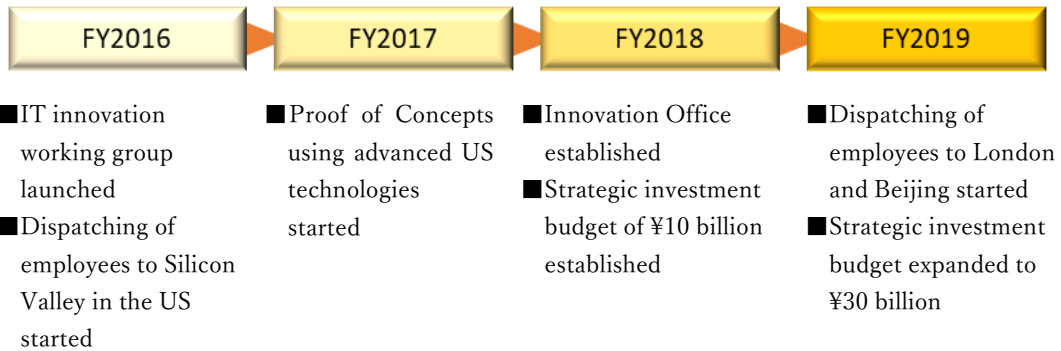 FY2016
FY2017
FY2018
FY2019
■IT innovation
working group
launched
■Dispatching of
employees to Silicon
Valley in the US
started
■Proof of Concepts
using advanced US
technologies
started
■Innovation Office
established
■Strategic investment
budget of ¥10 billion
established
■Dispatching of
employees to London
and Beijing started
■Strategic investment
budget expanded to
¥30 billion